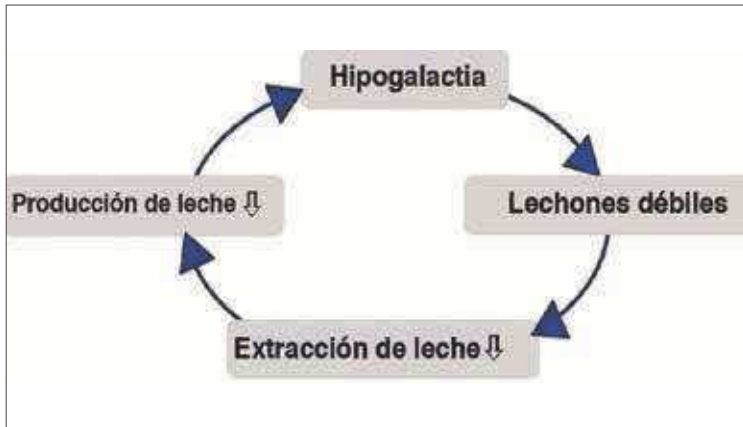 Hipogalactia
Lechones débiles
Extracción de leche⇩
Producción de leche ⇩